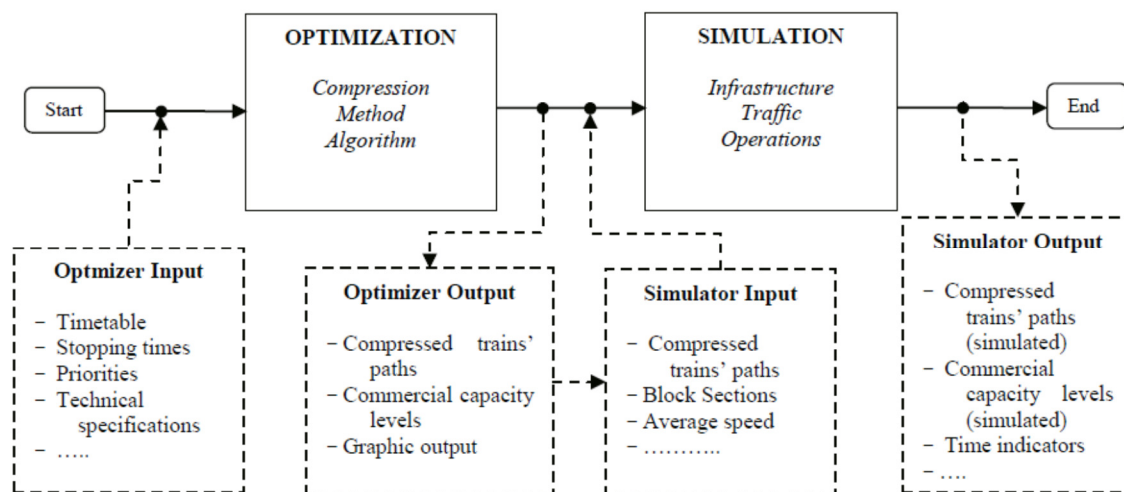 Start
OPTIMIZATION
Compression
Method
Algorithm
SIMULATION
Infrastructure
Traffic
Operations
End
Optmizer Input
– Timetable
– Stopping times
– Priorities
– Technical
specifications
– …..
Optimizer Output
– Compressed trains’
paths
– Commercial capacity
levels
– Graphic output
Simulator Input
– Compressed
trains’ paths
– Block Sections
– Average speed
– ………..
Simulator Output
– Compressed
trains’ paths
(simulated)
– Commercial
capacity levels
(simulated)
– Time indicators
– ….